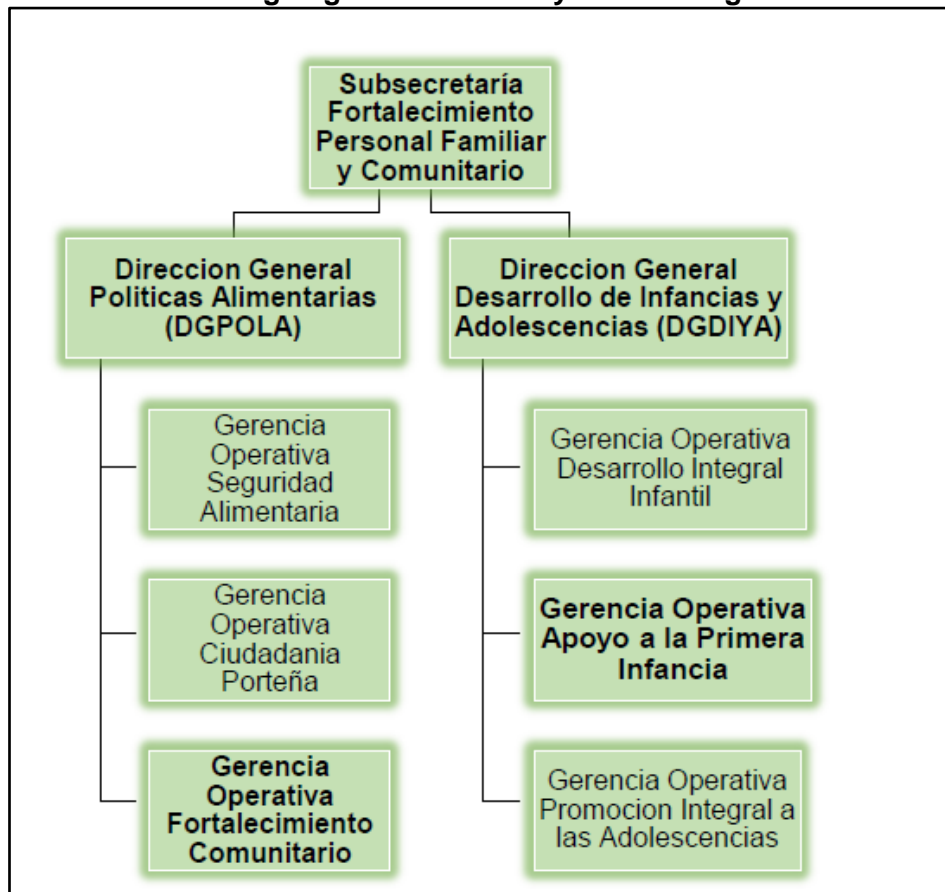 Subsecretaría
Fortalecimiento
Personal Familiar
y Comunitario
Direccion General
Politicas Alimentarias
(DGPOLA)
Direccion General
Desarrollo de Infancias y
Adolescencias (DGDIYA)
Gerencia
Operativa
Seguridad
Alimentaria
Gerencia Operativa
Desarrollo Integral
Infantil
Gerencia
Operativa
Ciudadania
Porteña
Gerencia Operativa
Apoyo a la Primera
Infancia
Gerencia
Operativa
Fortalecimiento
Comunitario
Gerencia Operativa
Promocion Integral a
las Adolescencias